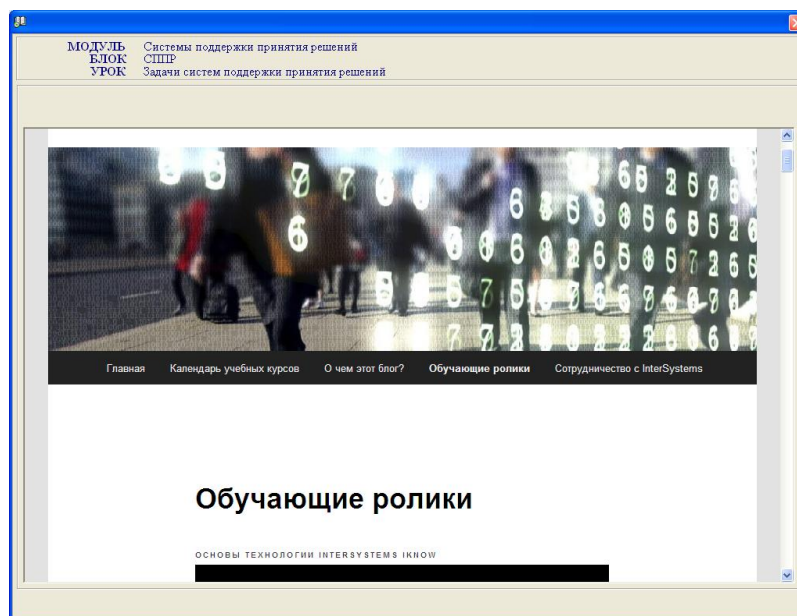 МОДУЛЬ Системы поддержки принятия решений
БЛОК СППР
УРОК Задачи систем поддержки принятия решений
Главная Календарь учебных курсов О чем этот блог? Обучающие ролики Сотрудничество с InterSystems
Обучающие ролики
ОСНОВЫ ТЕХНОЛОГИИ INTERSYSTEMS IKNOW